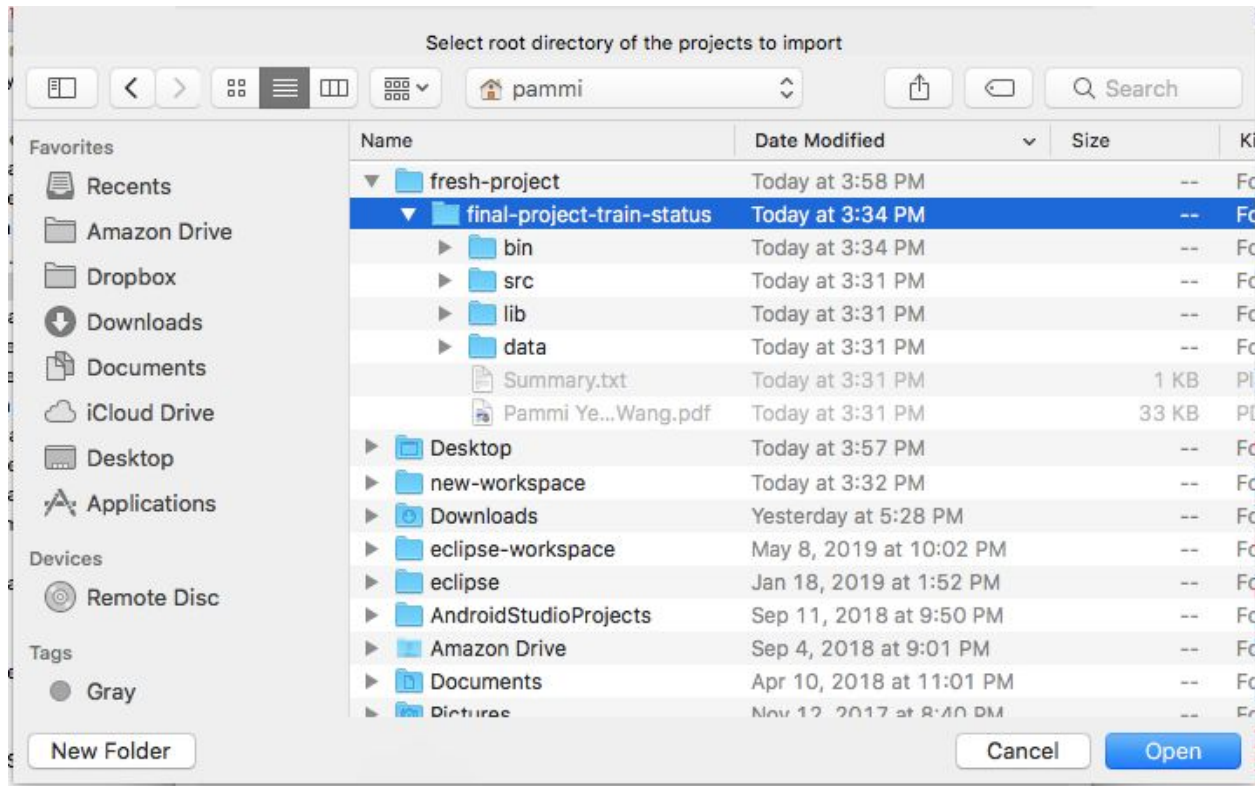 Select root directory of the projects to import
pammi
Search
Favorites
Recents
Amazon Drive
Dropbox
Downloads
Documents
iCloud Drive
Desktop
Applications
Devices
Remote Disc
Tags
Gray
Name Date Modified Size
fresh-project Today at 3:58 PM --
final-project-train-status Today at 3:34 PM --
bin Today at 3:34 PM --
src Today at 3:31 PM --
lib Today at 3:31 PM --
data Today at 3:31 PM --
Summary.txt Today at 3:31 PM 1 KB
Pammi Ye...Wang.pdf Today at 3:31 PM 33 KB
Desktop Today at 3:57 PM --
new-workspace Today at 3:32 PM --
Downloads Yesterday at 5:28 PM --
eclipse-workspace May 8, 2019 at 10:02 PM --
eclipse Jan 18, 2019 at 1:52 PM --
AndroidStudioProjects Sep 11, 2018 at 9:50 PM --
Amazon Drive Sep 4, 2018 at 9:01 PM --
Documents Apr 10, 2018 at 11:01 PM --
Pictures Nov 12, 2017 at 8:40 PM --
New Folder Cancel Open